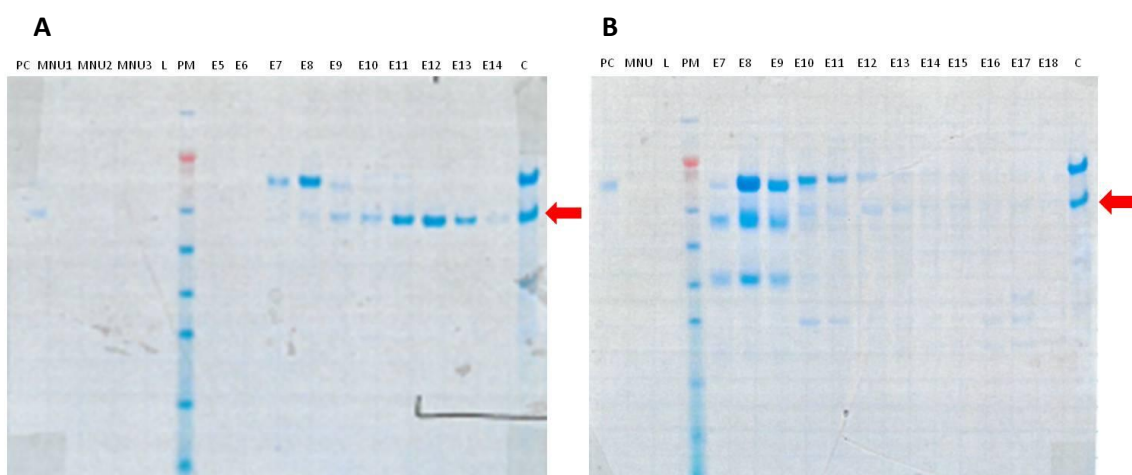 A
PC MNU1 MNU2 MNU3 L PM E5 E6 E7 E8 E9 E10 E11 E12 E13 E14 C
B
PC MNU L PM E7 E8 E9 E10 E11 E12 E13 E14 E15 E16 E17 E18 C